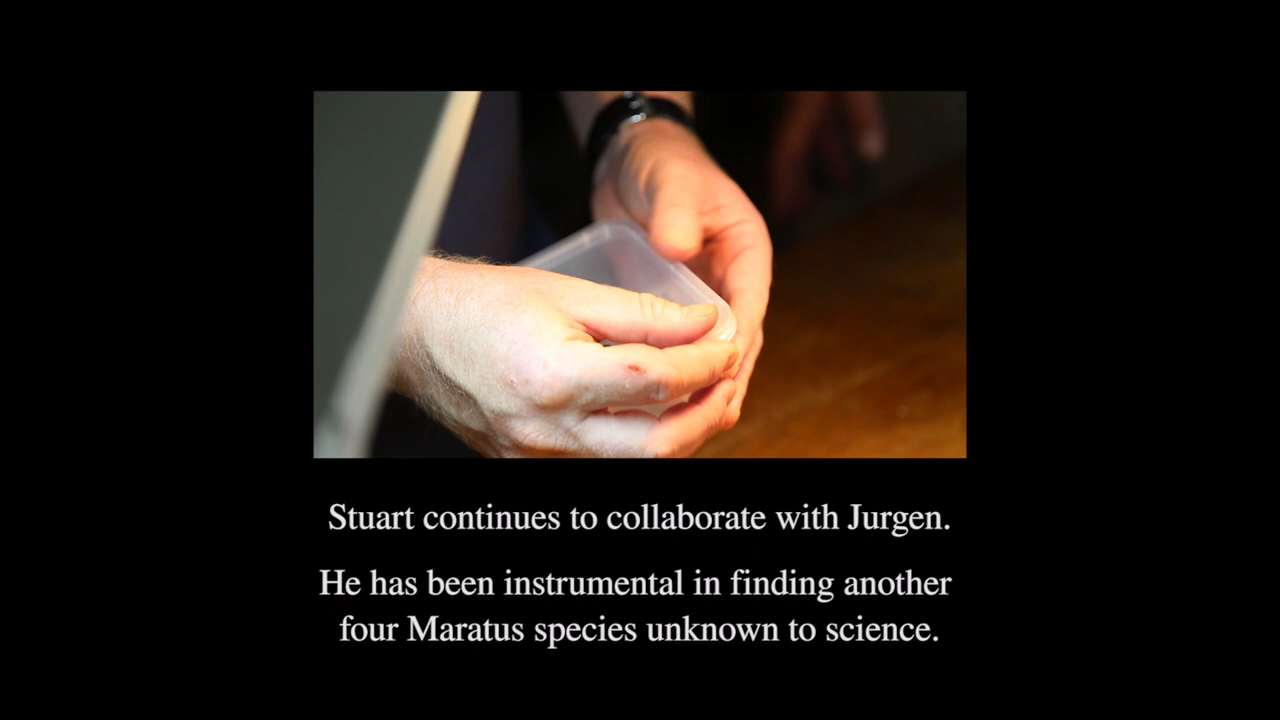 Stuart continues to collaborate with Jurgen.
He has been instrumental in finding another
four Maratus species unknown to science.